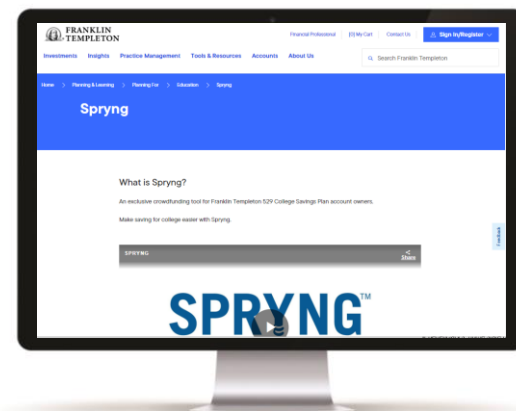 FRANKLIN
TEMPLETON
Financial Professional
[0] My Cart
Contact Us
Sign In/Register
Investments Insights Practice Management Tools & Resources Accounts About Us
Search Franklin Templeton
Home > Planning & Learning > Planning For > Education > Spryng
Spryng
What is Spryng?
An exclusive crowdfunding tool for Franklin Templeton 529 College Savings Plan account owners.
Make saving for college easier with Spryng.
Feedback
SPRYNG
Share
SPRYNG™